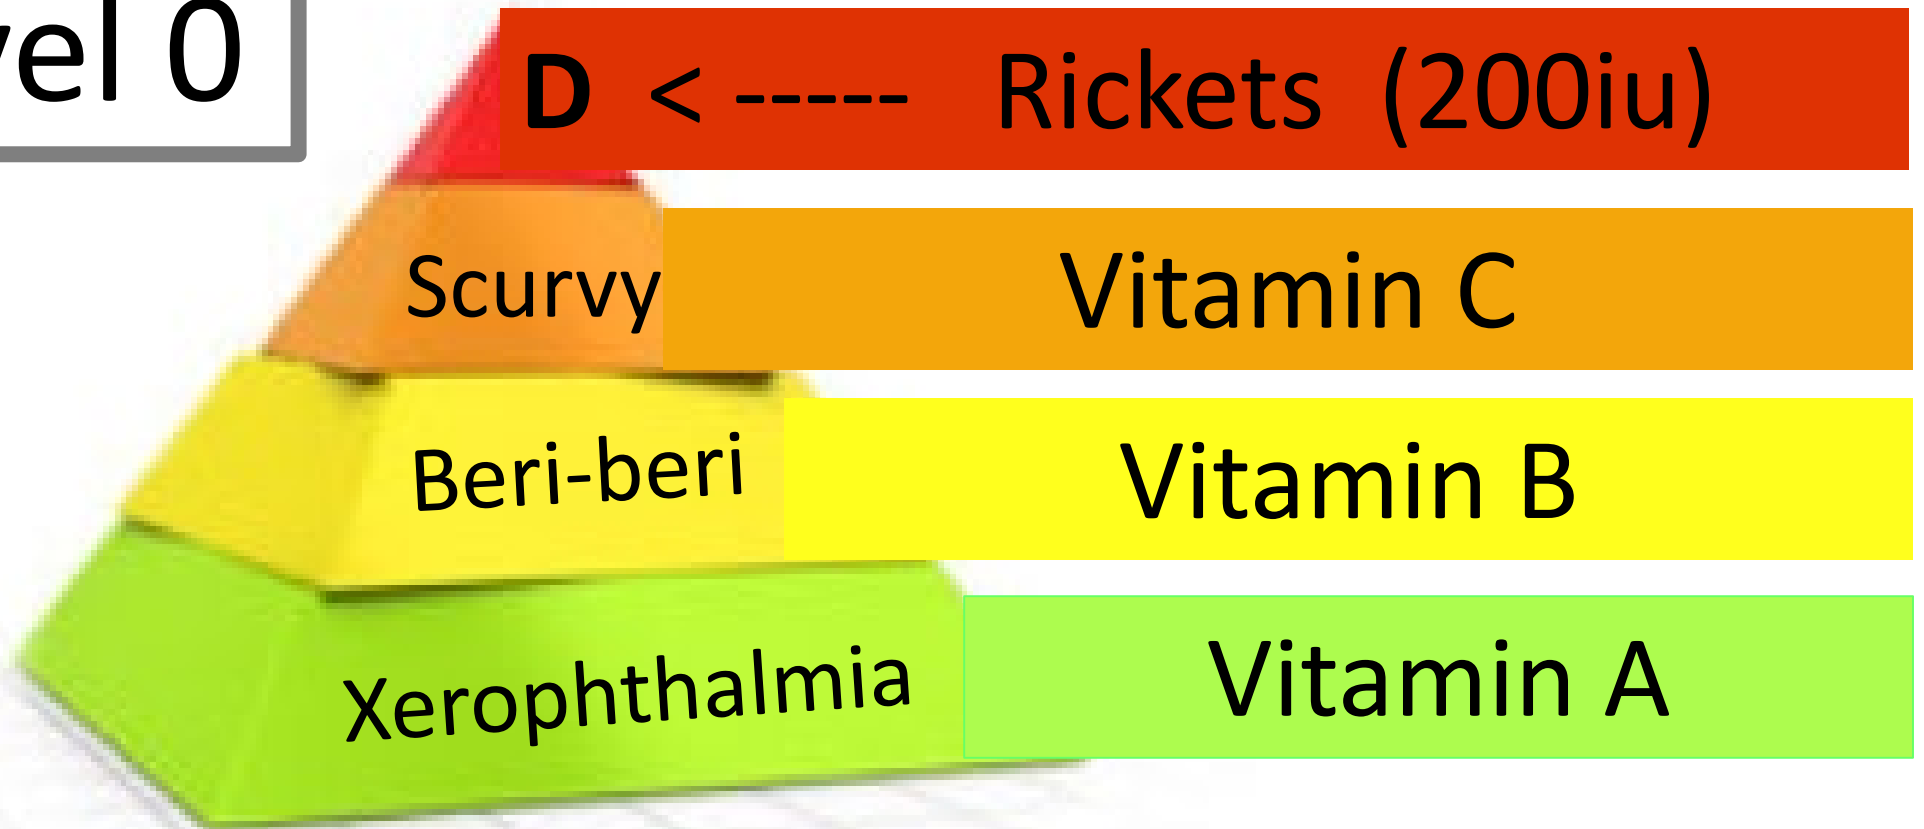 el 0
D < ----- Rickets (200iu)
Scurvy Vitamin C
Beri-beri Vitamin B
Xerophthalmia Vitamin A